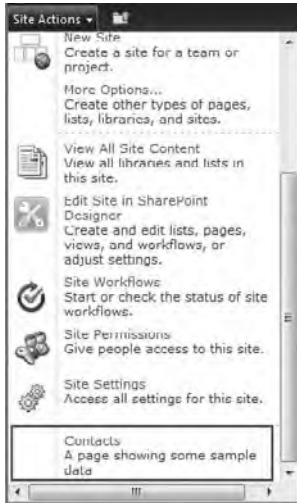 Site Actions
New Site
Create a site for a team or
project.
More Options...
Create other types of pages,
lists, libraries, and sites.
View All Site Content
View all libraries and lists in
this site.
Edit Site in SharePoint
Designer
Create and edit lists, pages,
views, and workflows, or
adjust settings.
Site Workflows
Start or check the status of site
workflows.
Site Permissions
Give people access to this site.
Site Settings
Access all settings for this site.
Contacts
A page showing some sample
data